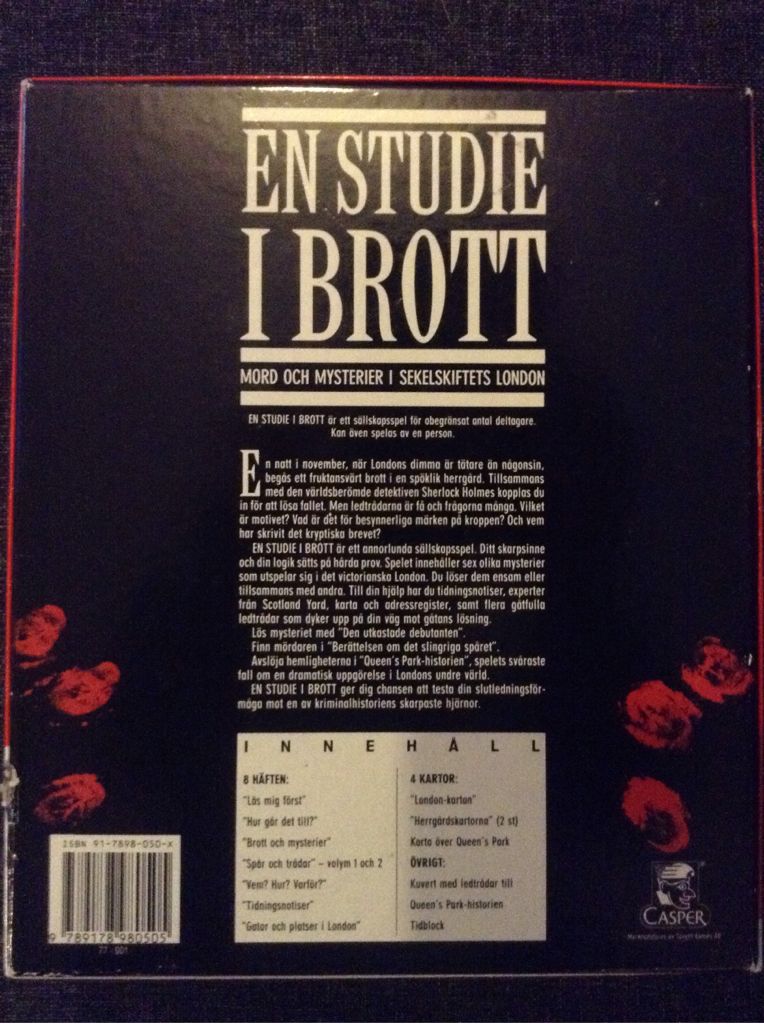 EN STUDIE
I BROTT
MORD OCH MYSTERIER I SEKELSKIFTETS LONDON
EN STUDIE I BROTT är ett sällskapsspel för obegränsat antal deltagare.
Kan även spelas av en person.
En natt i november, när Londons dimma är tätare än någonsin,
begås ett fruktansvärt brott i en spöklik herrgård. Tillsammans
med den världsberömde detektiven Sherlock Holmes kopplas du
in för att lösa fallet. Men ledtrådarna är få och frågorna många. Vilket
är motivet? Vad är det för besynnerliga märken på kroppen? Och vem
har skrivit det kryptiska brevet?
EN STUDIE I BROTT är ett annorlunda sällskapsspel. Ditt skarpsinne
och din logik sätts på hårda prov. Spelet innehåller sex olika mysterier
som utspelar sig i det victorianska London. Du löser dem ensam eller
tillsammans med andra. Till din hjälp har du tidningsnotiser, experter
från Scotland Yard, karta och adressregister, samt flera gåtfulla
ledtrådar som dyker upp på din väg mot gåtans lösning.
Lös mysteriet med "Den utkastade debutanten".
Finn mördaren i "Berättelsen om det slingriga spåret".
Avslöja hemligheterna i "Queen's Park-historien", spelets svåraste
fall om en dramatisk uppgörelse i Londons undre värld.
EN STUDIE I BROTT ger dig chansen att testa din slutledningsför-
måga mot en av kriminalhistoriens skarpaste hjärnor.
INNEHÅLL
8 HÄFTEN:
"Läs mig först"
"Hur går det till?"
"Brott och mysterier"
"Spår och trådar" – volym 1 och 2
"Vem? Hur? Varför?"
"Tidningsnotiser"
"Gator och platser i London"
4 KARTOR:
"London-kartan"
"Herrgårdskartorna" (2 st)
Karta över Queen's Park
ÖVRIGT:
Kuvert med ledtrådar till
Queen's Park-historien
Tidblock
ISBN 91-7898-050-X
9 789178 980505
77-001
CASPER
Marknadsföres av Tactic Games AB